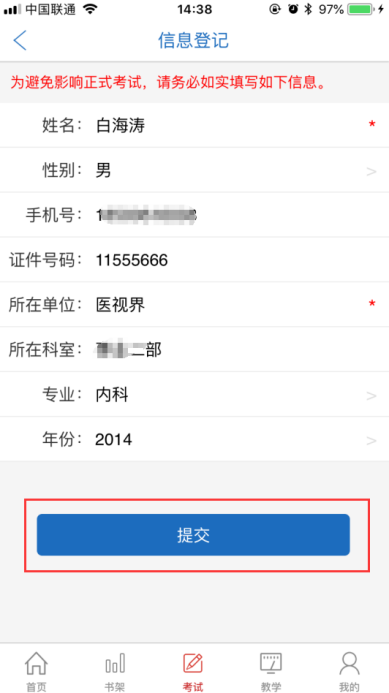 中国联通 14:38 97%
信息登记
为避免影响正式考试，请务必如实填写如下信息。
姓名： 白海涛 *
性别： 男 >
手机号：
证件号码： 11555666
所在单位： 医视界 *
所在科室： 二部
专业： 内科 >
年份： 2014 >
提交
首页 书架 考试 教学 我的